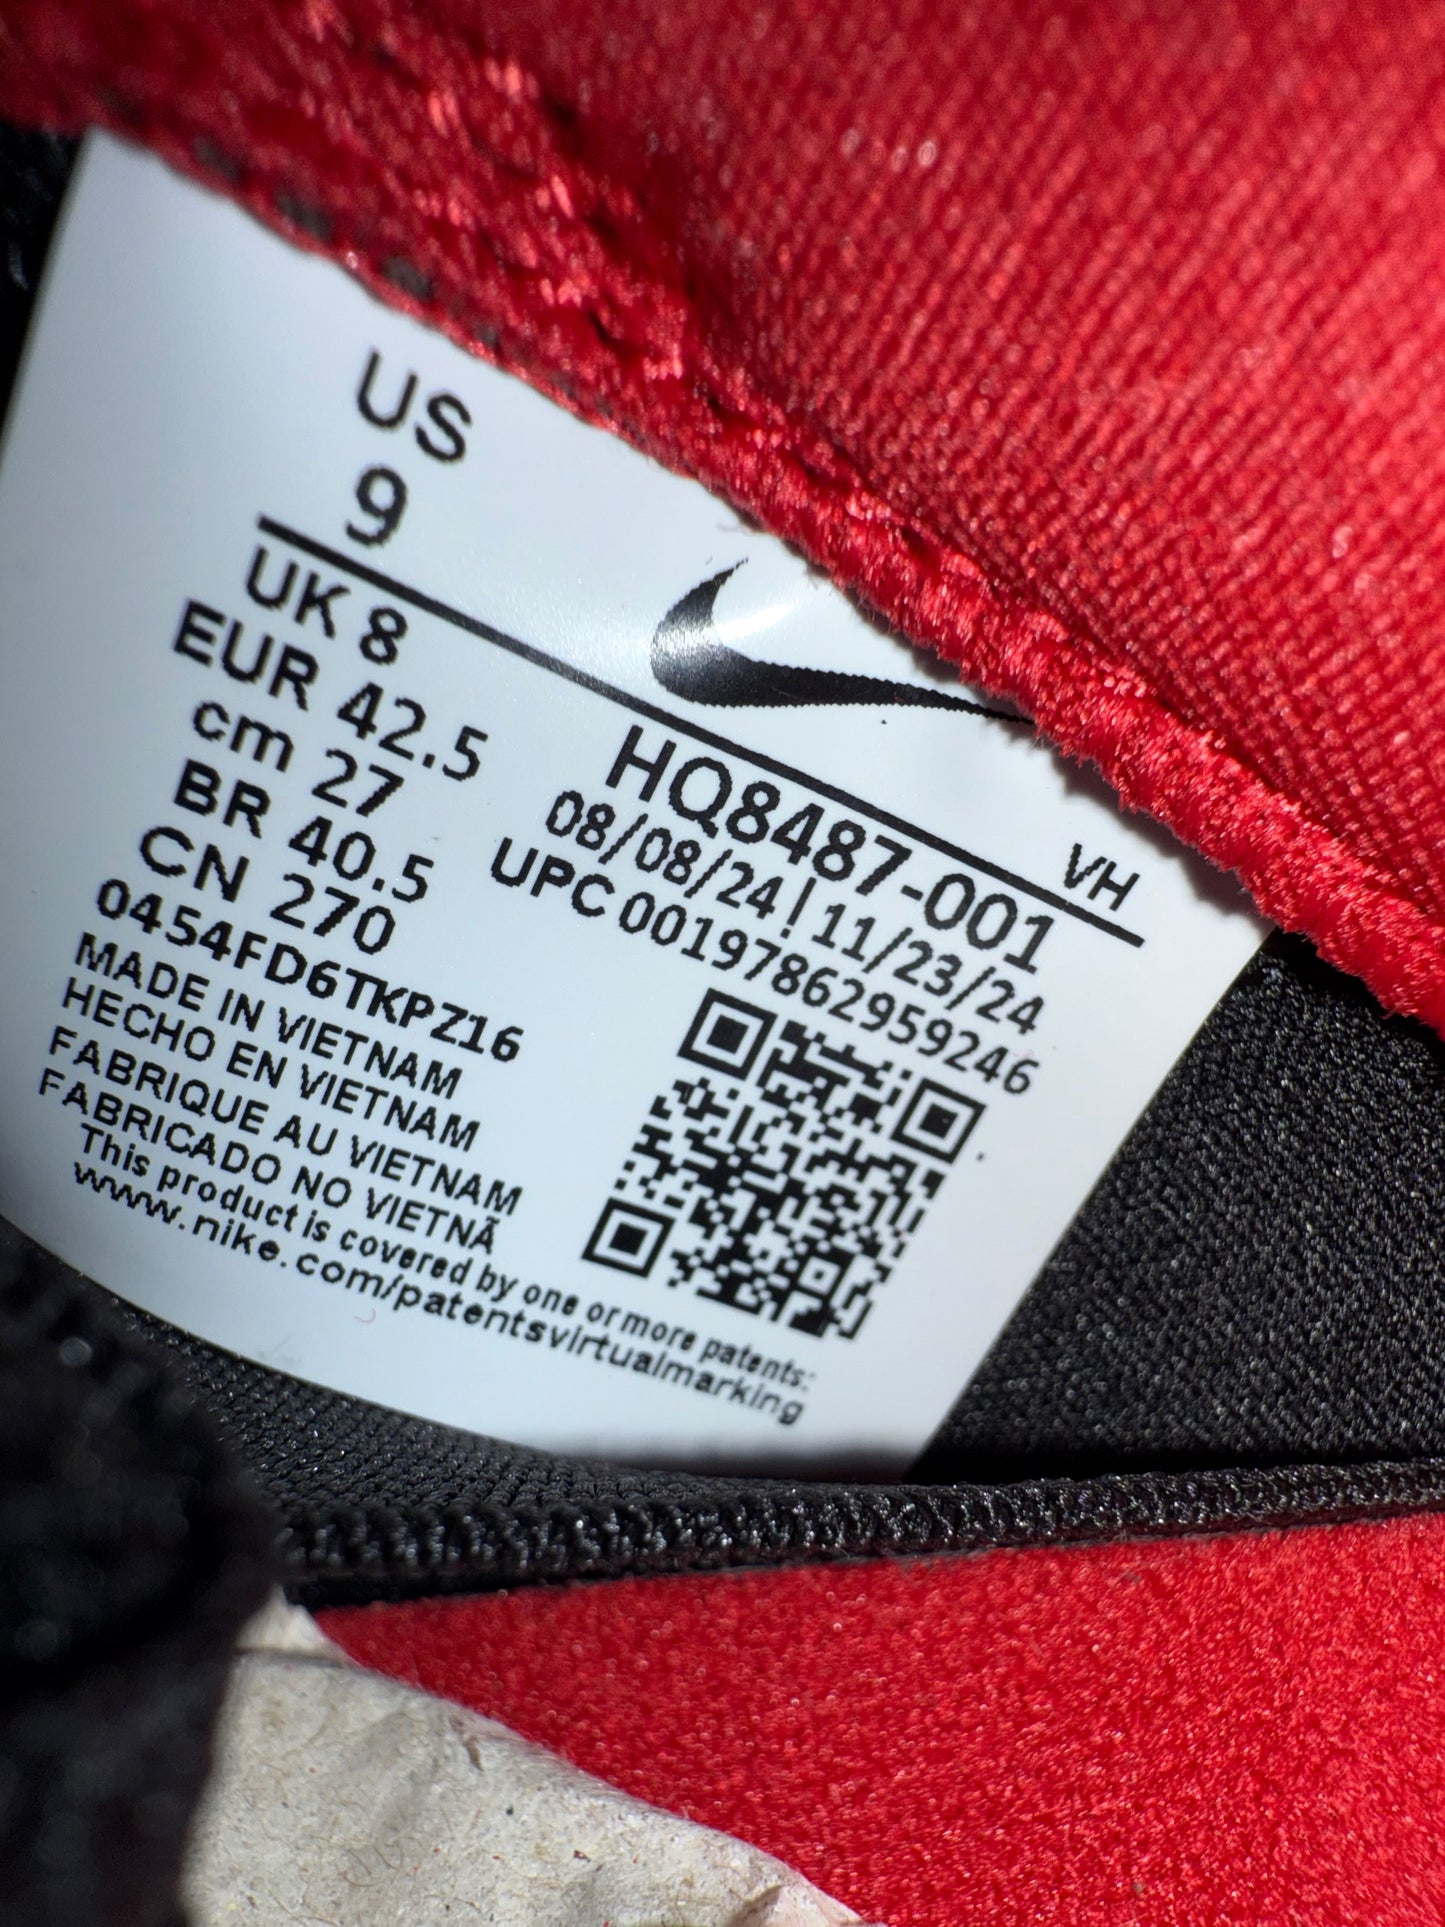 US
9
UK 8
EUR 42.5
cm 27
BR 40.5
CN 270
0454FD6TKPZ16
MADE IN VIETNAM
HECHO EN VIETNAM
FABRIQUE AU VIETNAM
FABRICADO NO VIETNÃ
This product is covered by one or more patents:
www.nike.com/patentsvirtualmarking
VH
HQ8487-001
08/08/24 | 11/23/24
UPC 00197862959246